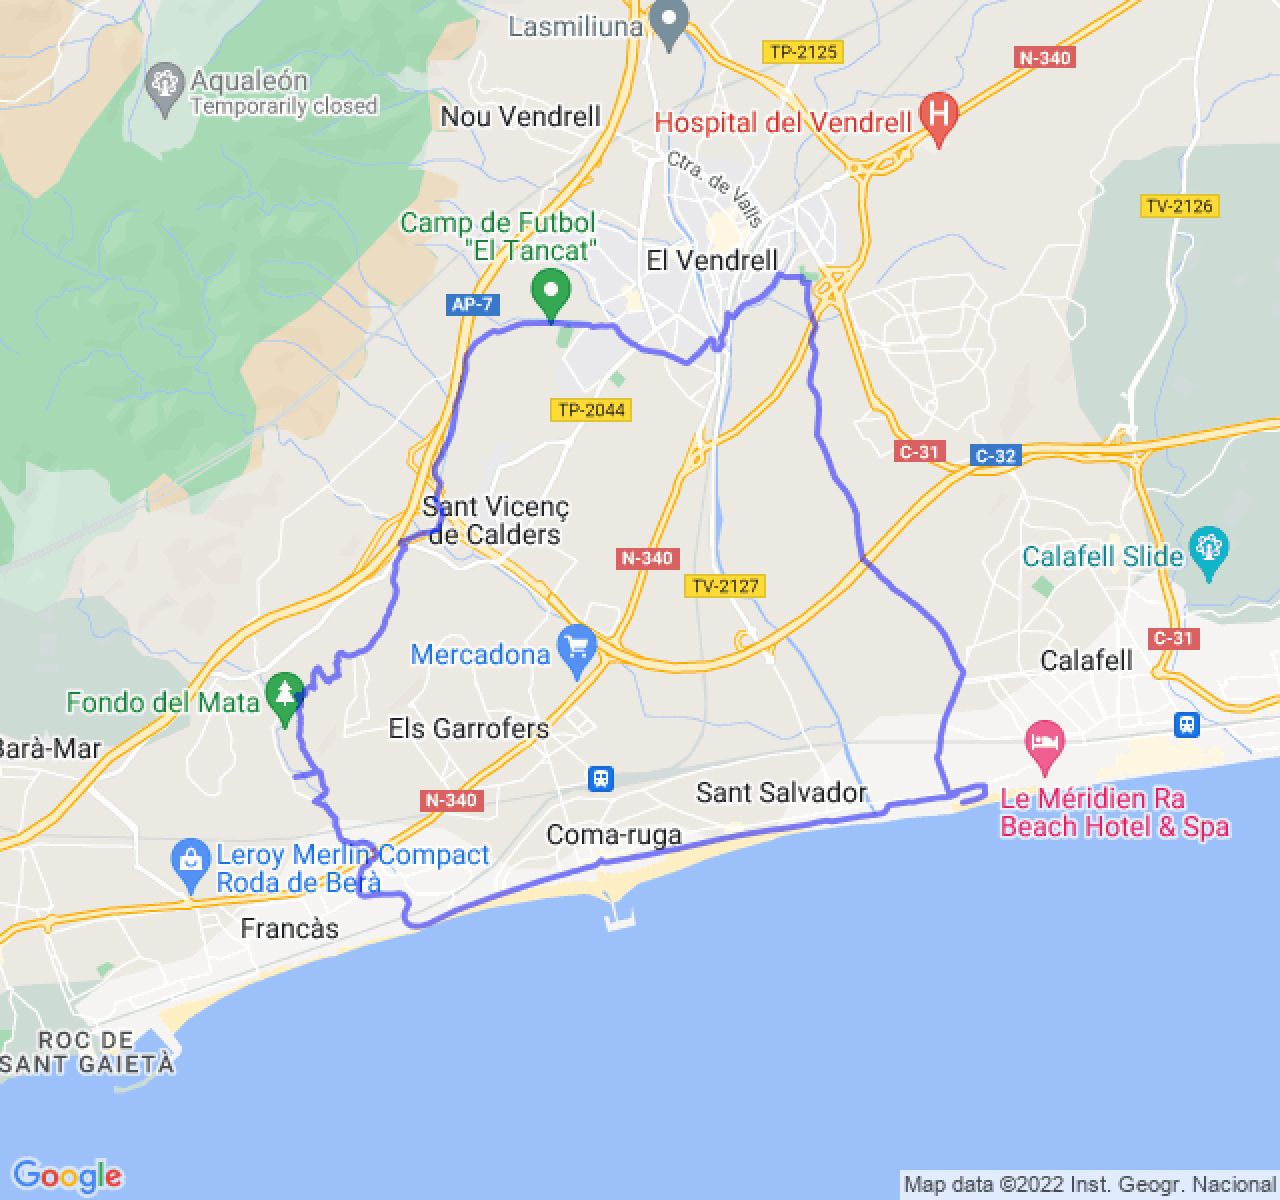 Lasmiliuna
TP-2125
N-340
Aqualeón
Temporarily closed
Nou Vendrell
Hospital del Vendrell
H
Ctra. de Valls
TV-2126
Camp de Futbol
"El Tancat"
El Vendrell
AP-7
TP-2044
C-31
C-32
Sant Vicenç
de Calders
N-340
TV-2127
Calafell Slide
C-31
Mercadona
Calafell
Fondo del Mata
Els Garrofers
Barà-Mar
N-340
Sant Salvador
Le Méridien Ra
Beach Hotel & Spa
Coma-ruga
Leroy Merlin Compact
Roda de Berà
Francàs
ROC DE
SANT GAIETÀ
Google
Map data ©2022 Inst. Geogr. Nacional